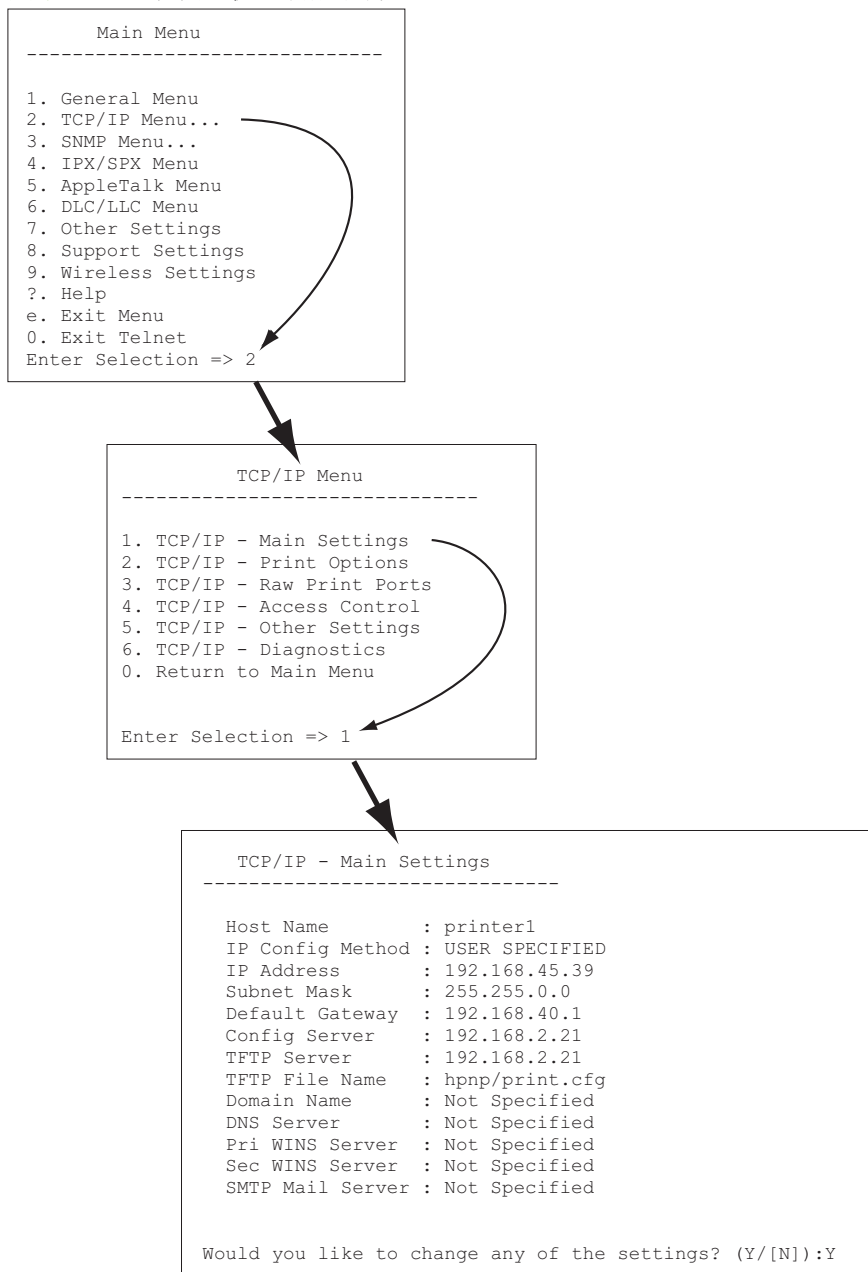 Main Menu
-------------------------------
1. General Menu
2. TCP/IP Menu...
3. SNMP Menu...
4. IPX/SPX Menu
5. AppleTalk Menu
6. DLC/LLC Menu
7. Other Settings
8. Support Settings
9. Wireless Settings
?. Help
e. Exit Menu
0. Exit Telnet
Enter Selection => 2
TCP/IP Menu
-------------------------------
1. TCP/IP - Main Settings
2. TCP/IP - Print Options
3. TCP/IP - Raw Print Ports
4. TCP/IP - Access Control
5. TCP/IP - Other Settings
6. TCP/IP - Diagnostics
0. Return to Main Menu
Enter Selection => 1
TCP/IP - Main Settings
-------------------------------
Host Name : printer1
IP Config Method : USER SPECIFIED
IP Address : 192.168.45.39
Subnet Mask : 255.255.0.0
Default Gateway : 192.168.40.1
Config Server : 192.168.2.21
TFTP Server : 192.168.2.21
TFTP File Name : hpnp/print.cfg
Domain Name : Not Specified
DNS Server : Not Specified
Pri WINS Server : Not Specified
Sec WINS Server : Not Specified
SMTP Mail Server : Not Specified
Would you like to change any of the settings? (Y/[N]):Y